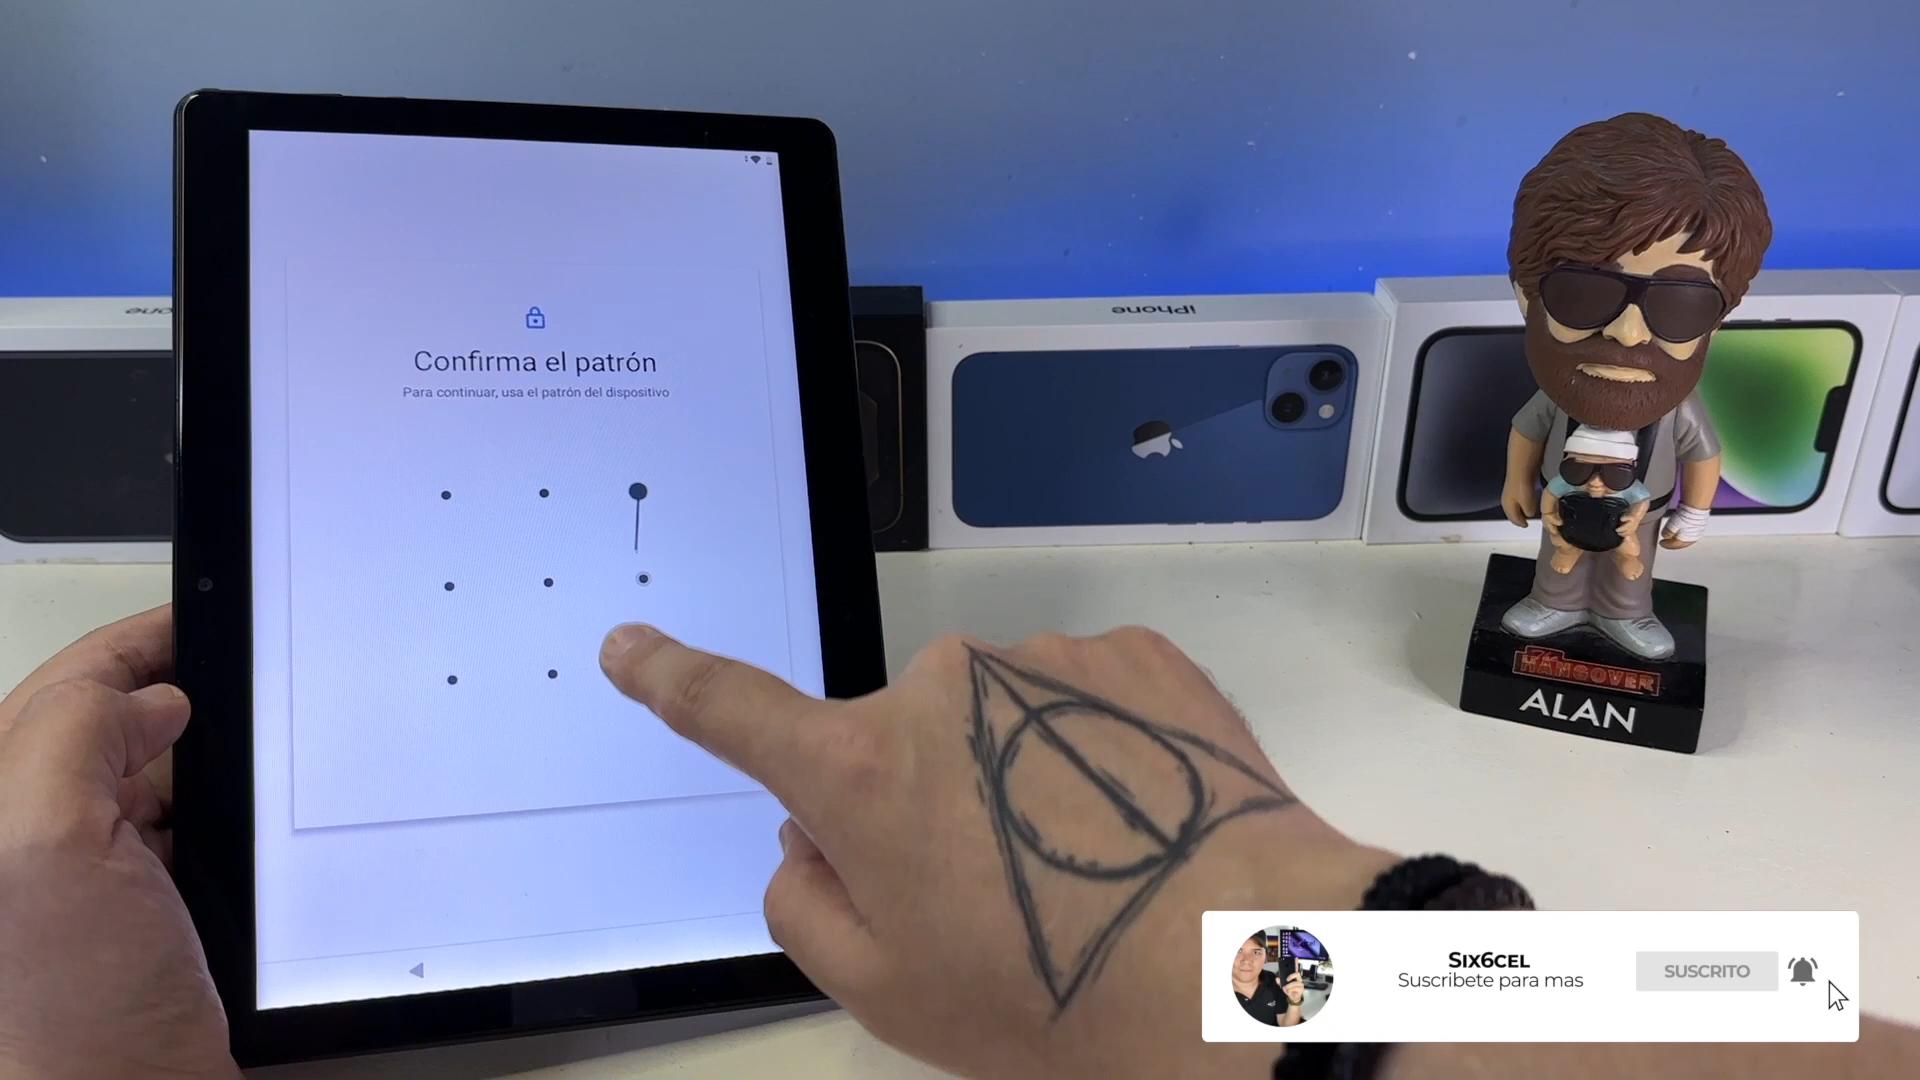 Confirma el patrón
Para continuar, usa el patrón del dispositivo
iPhone
HANGOVER
ALAN
SIX6CEL
Suscribete para mas
SUSCRITO